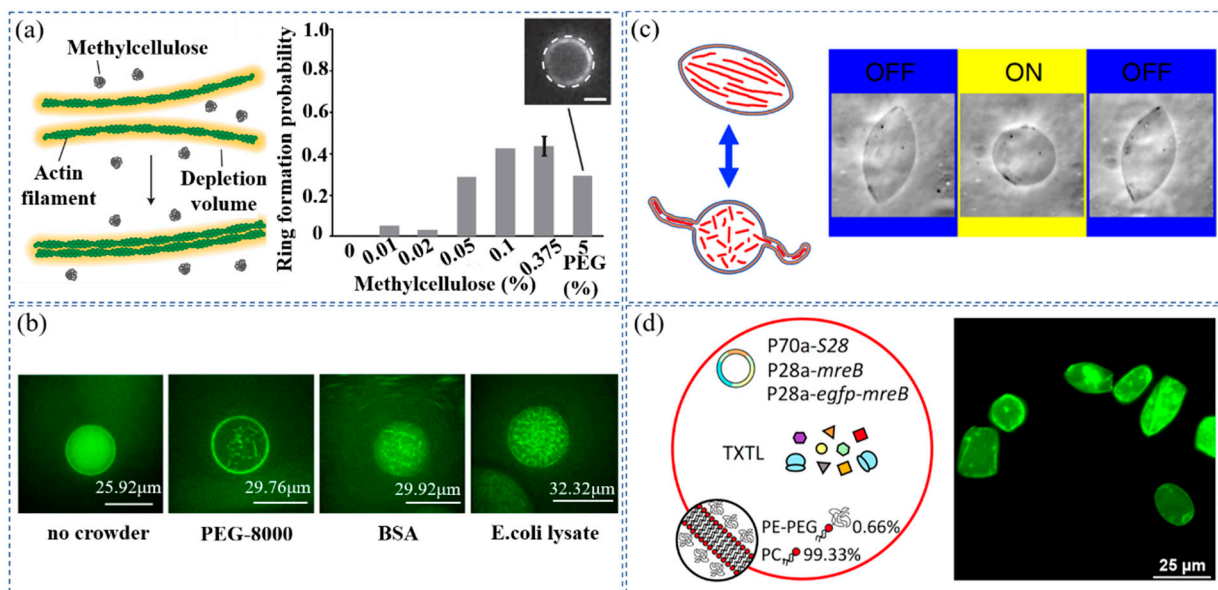 (a)
Methylcellulose
Actin
filament
Depletion
volume
Ring formation probability
1.0
0.8
0.6
0.4
0.2
0
0 0.01 0.02 0.05 0.1 0.375 5
Methylcellulose (%)
PEG
(%)
(b)
25.92μm
29.76μm
29.92μm
32.32μm
no crowder
PEG-8000
BSA
E.coli lysate
(c)
OFF
ON
OFF
(d)
P70a-S28
P28a-mreB
P28a-egfp-mreB
TXTL
PE-PEG 0.66%
PC 99.33%
25 μm